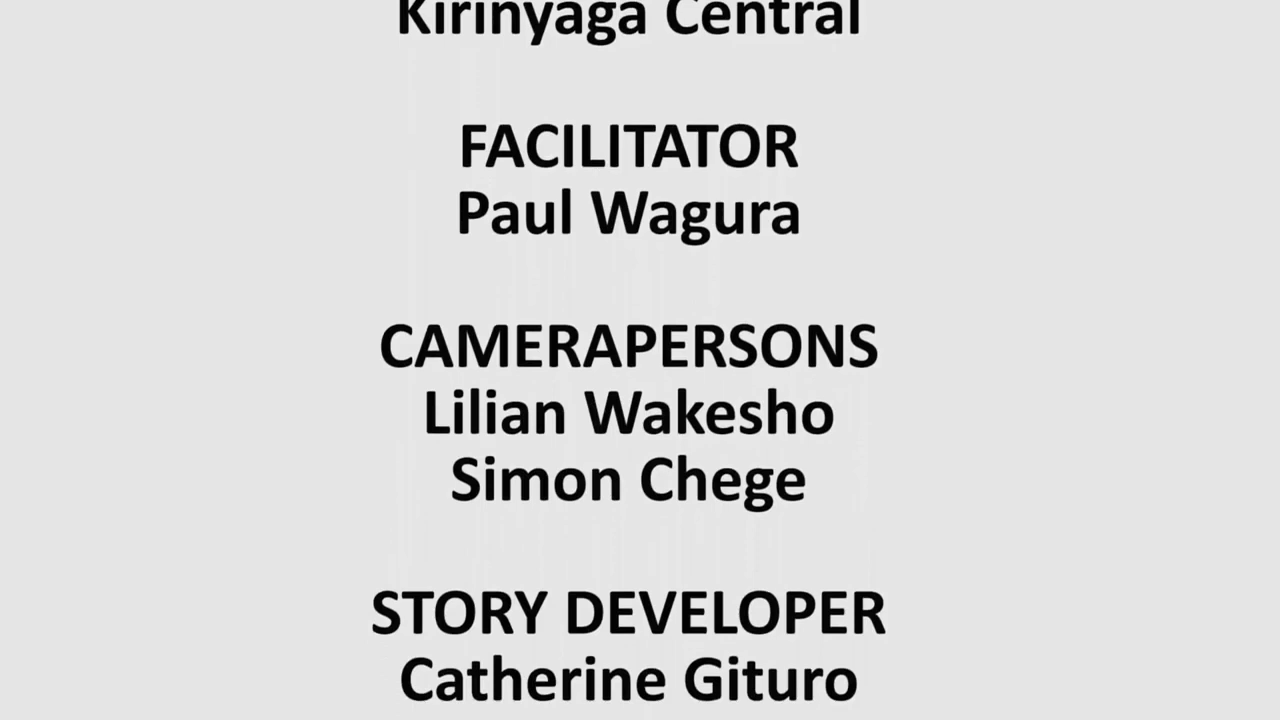 Kirinyaga Central
FACILITATOR
Paul Wagura
CAMERAPERSONS
Lilian Wakesho
Simon Chege
STORY DEVELOPER
Catherine Gituro